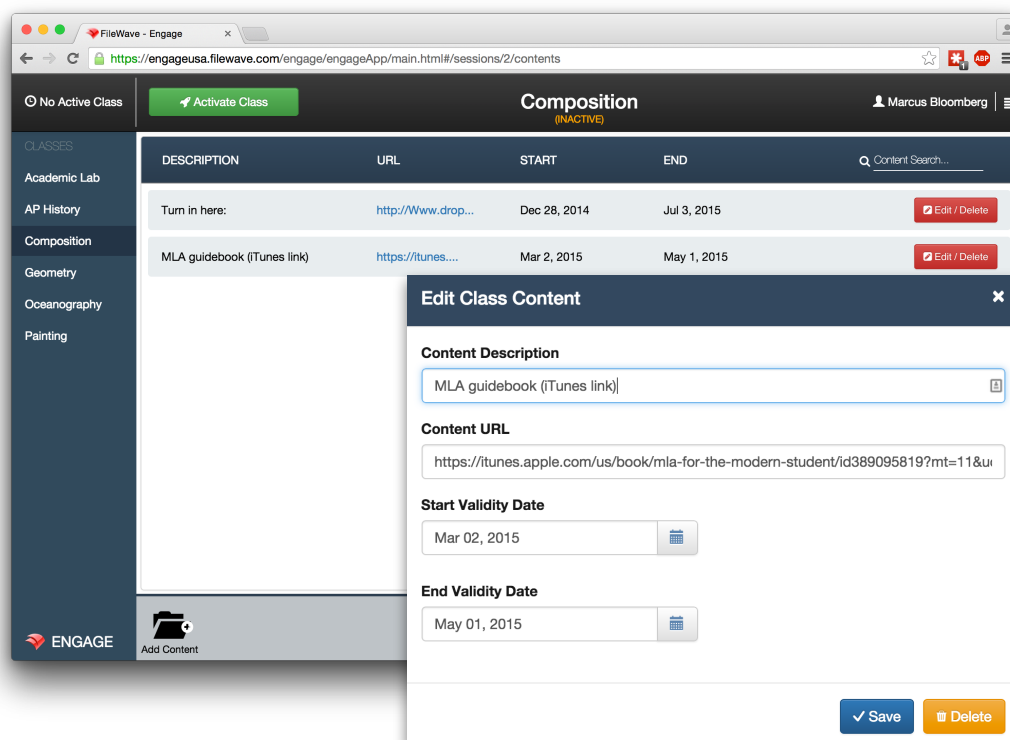 FileWave - Engage
https://engageusa.filewave.com/engage/engageApp/main.html#/sessions/2/contents
1
ABP
No Active Class
Activate Class
Composition
(INACTIVE)
Marcus Bloomberg
CLASSES
Academic Lab
AP History
Composition
Geometry
Oceanography
Painting
ENGAGE
DESCRIPTION URL START END Content Search...
Turn in here: http://Www.drop... Dec 28, 2014 Jul 3, 2015 Edit / Delete
MLA guidebook (iTunes link) https://itunes.... Mar 2, 2015 May 1, 2015 Edit / Delete
Add Content
Edit Class Content
Content Description
MLA guidebook (iTunes link)
Content URL
https://itunes.apple.com/us/book/mla-for-the-modern-student/id389095819?mt=11&uo
Start Validity Date
Mar 02, 2015
End Validity Date
May 01, 2015
Save Delete